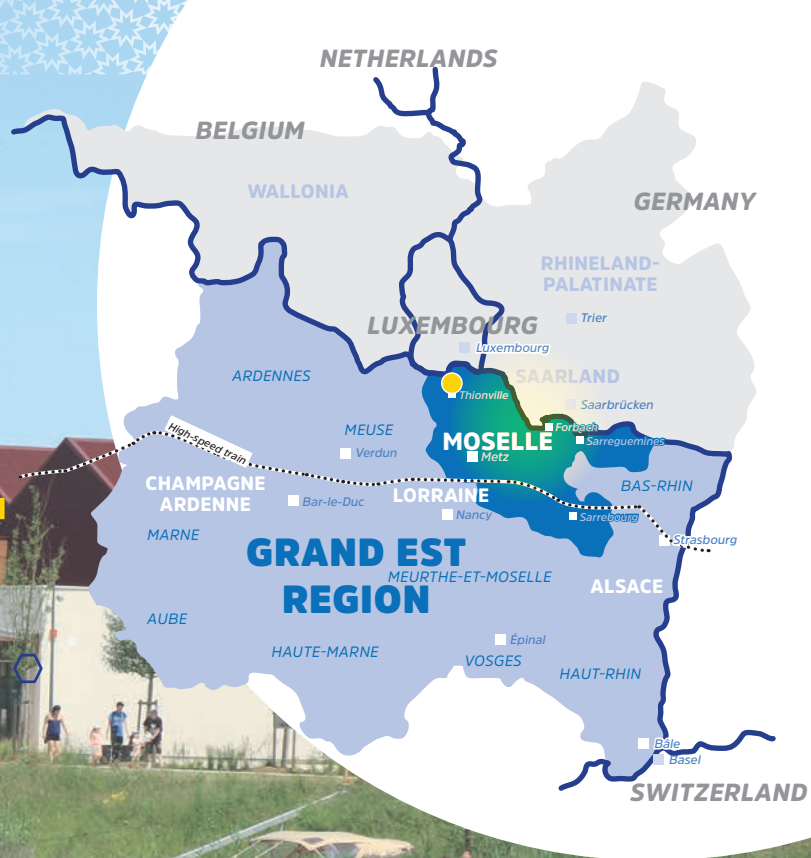 NETHERLANDS
BELGIUM
WALLONIA
GERMANY
RHINELAND-
PALATINATE
Trier
LUXEMBOURG
Luxembourg
SAARLAND
ARDENNES
Thionville
Saarbrücken
MEUSE
High-speed train
Forbach
MOSELLE
Sarreguemines
Verdun
Metz
CHAMPAGNE
ARDENNE
LORRAINE
BAS-RHIN
Bar-le-Duc
Nancy
Sarrebourg
MARNE
Strasbourg
GRAND EST
REGION
MEURTHE-ET-MOSELLE
ALSACE
AUBE
Épinal
HAUTE-MARNE
VOSGES
HAUT-RHIN
Bâle
Basel
SWITZERLAND